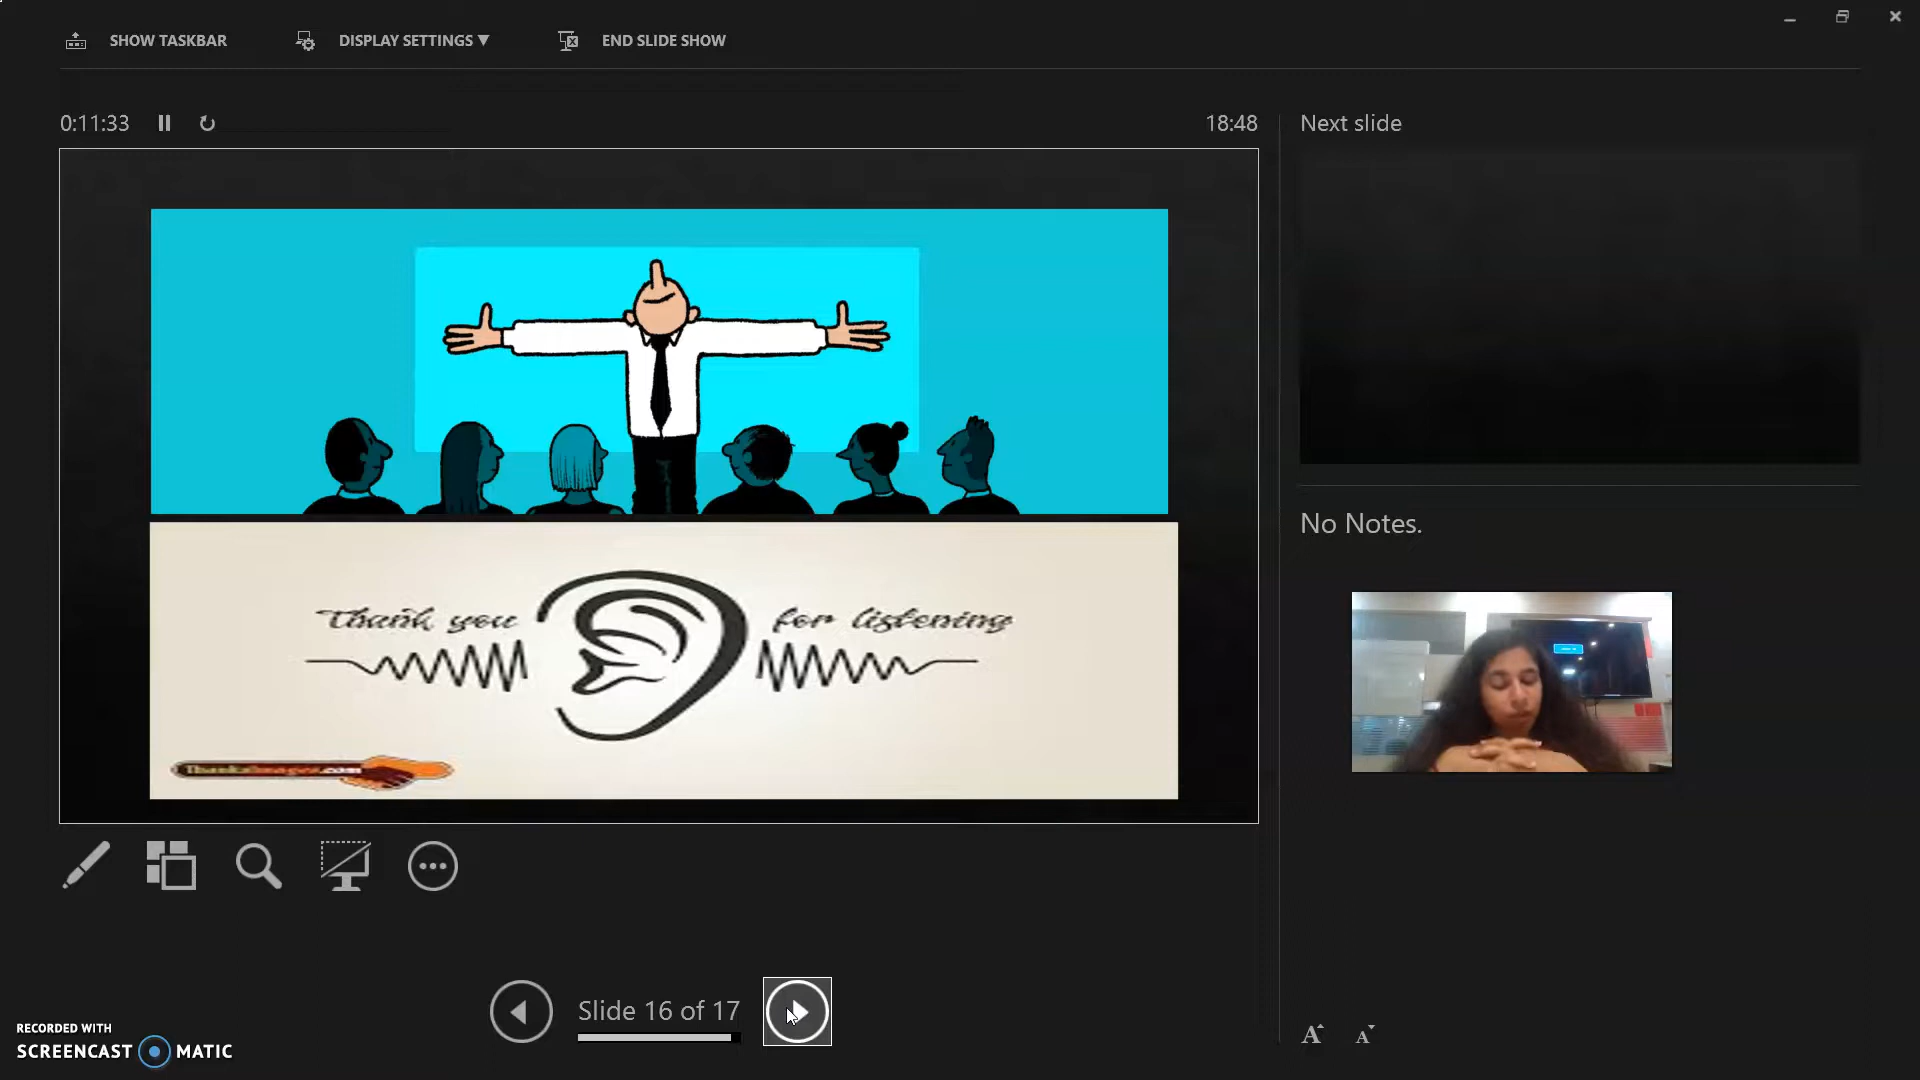 SHOW TASKBAR
DISPLAY SETTINGS ▼
END SLIDE SHOW
0:11:33
18:48
Next slide
Thank you for listening
No Notes.
Slide 16 of 17
A A
RECORDED WITH
SCREENCAST MATIC